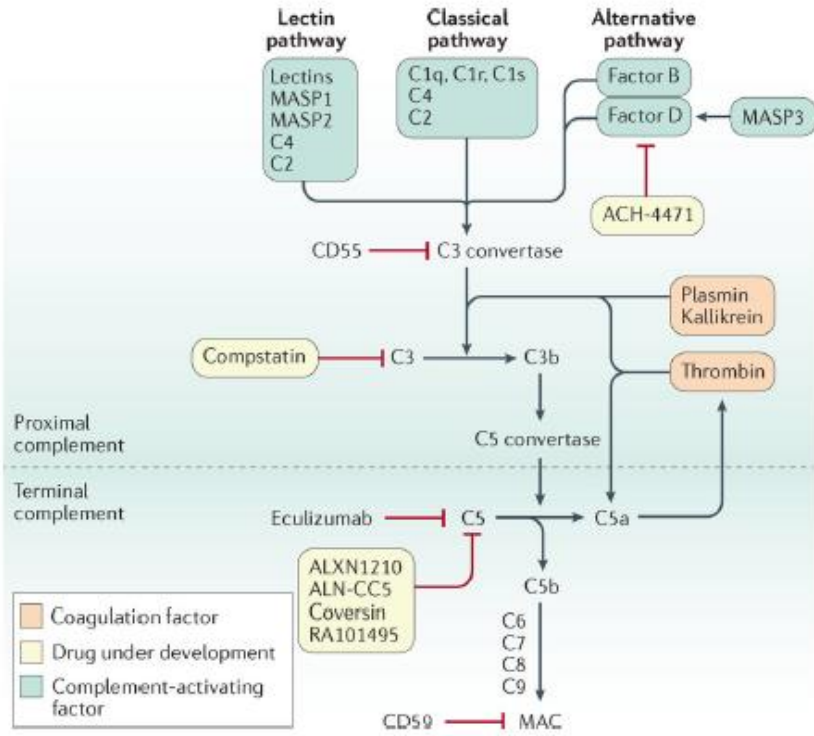 Lectin
pathway
Classical
pathway
Alternative
pathway
Lectins
MASP1
MASP2
C4
C2
C1q, C1r, C1s
C4
C2
Factor B
Factor D
MASP3
ACH-4471
CD55
C3 convertase
Plasmin
Kallikrein
Compstatin
C3
C3b
Thrombin
Proximal
complement
C5 convertase
Terminal
complement
Eculizumab
C5
C5a
ALXN1210
ALN-CC5
Coversin
RA101495
C5b
C6
C7
C8
C9
Coagulation factor
Drug under development
Complement-activating
factor
CD59
MAC